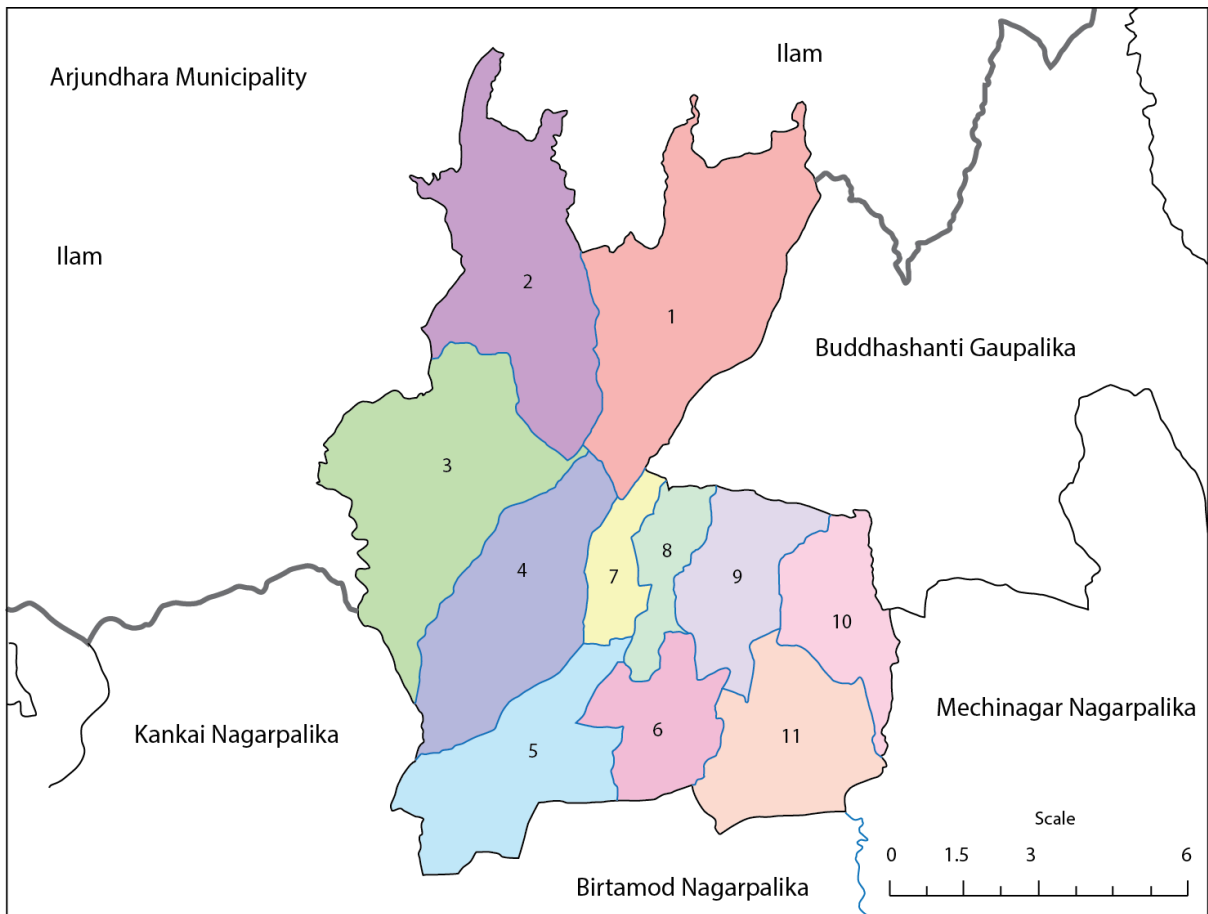 Arjundhara Municipality
Ilam
Ilam
2
1
Buddhashanti Gaupalika
3
8
4
7
9
10
Mechinagar Nagarpalika
Kankai Nagarpalika
6
11
5
Scale
0 1.5 3 6
Birtamod Nagarpalika